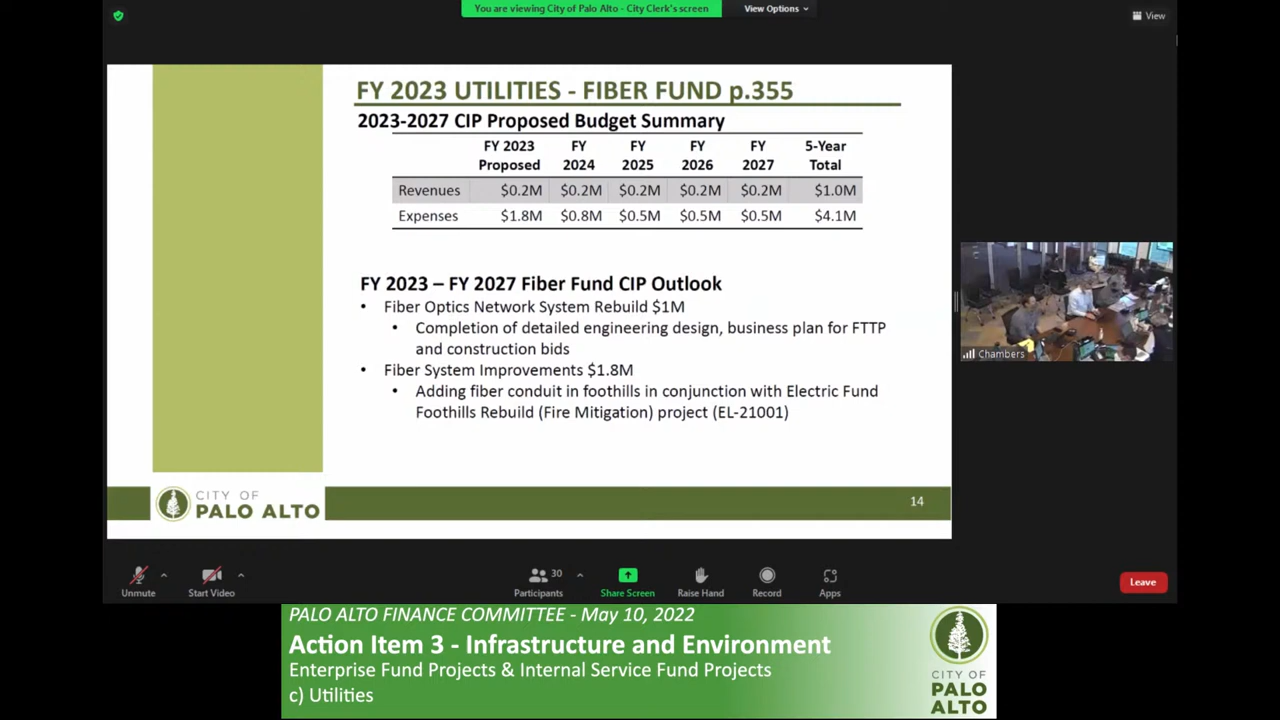 You are viewing City of Palo Alto - City Clerk's screen
View Options
View
FY 2023 UTILITIES - FIBER FUND p.355
2023-2027 CIP Proposed Budget Summary
FY 2023 Proposed FY 2024 FY 2025 FY 2026 FY 2027 5-Year Total
Revenues $0.2M $0.2M $0.2M $0.2M $0.2M $1.0M
Expenses $1.8M $0.8M $0.5M $0.5M $0.5M $4.1M
FY 2023 – FY 2027 Fiber Fund CIP Outlook
• Fiber Optics Network System Rebuild $1M
• Completion of detailed engineering design, business plan for FTTP
and construction bids
• Fiber System Improvements $1.8M
• Adding fiber conduit in foothills in conjunction with Electric Fund
Foothills Rebuild (Fire Mitigation) project (EL-21001)
CITY OF
PALO ALTO
14
Chambers
Unmute
Start Video
30
Participants
Share Screen
Raise Hand
Record
Apps
Leave
PALO ALTO FINANCE COMMITTEE - May 10, 2022
Action Item 3 - Infrastructure and Environment
Enterprise Fund Projects & Internal Service Fund Projects
c) Utilities
CITY OF
PALO
ALTO